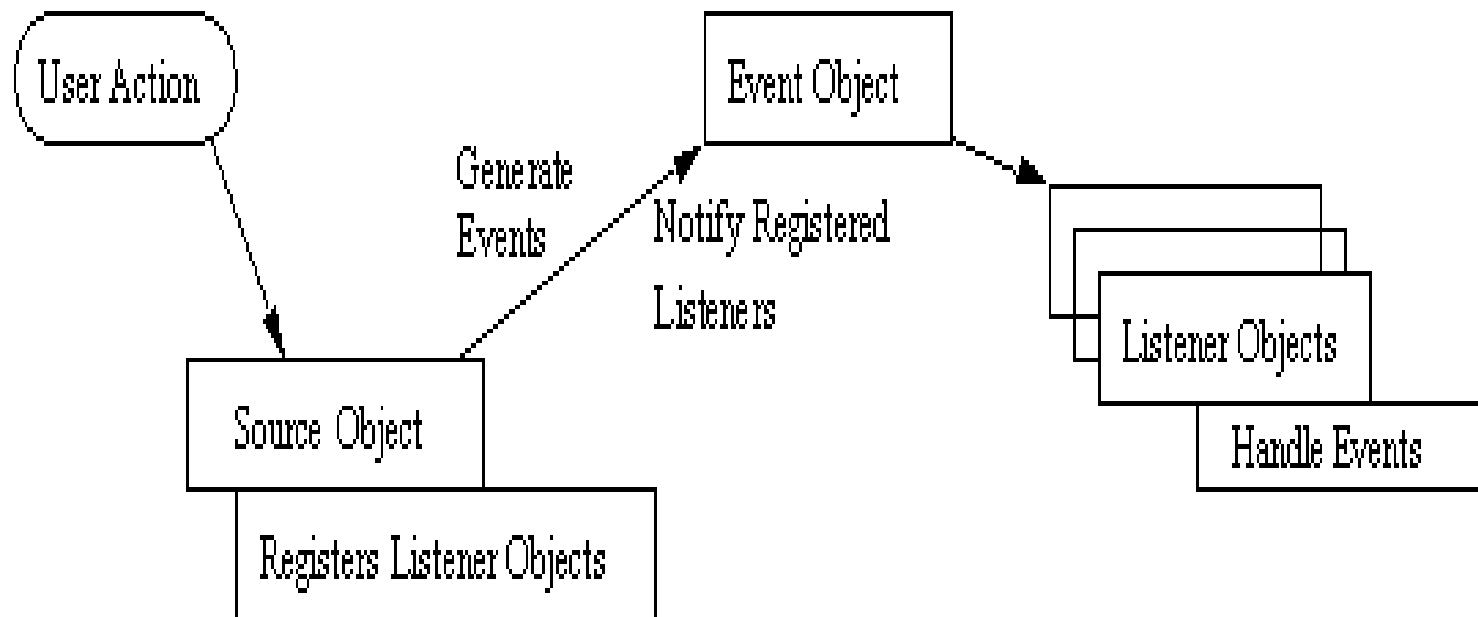 User Action
Event Object
Generate
Events
Notify Registered
Listeners
Listener Objects
Source Object
Handle Events
Registers Listener Objects